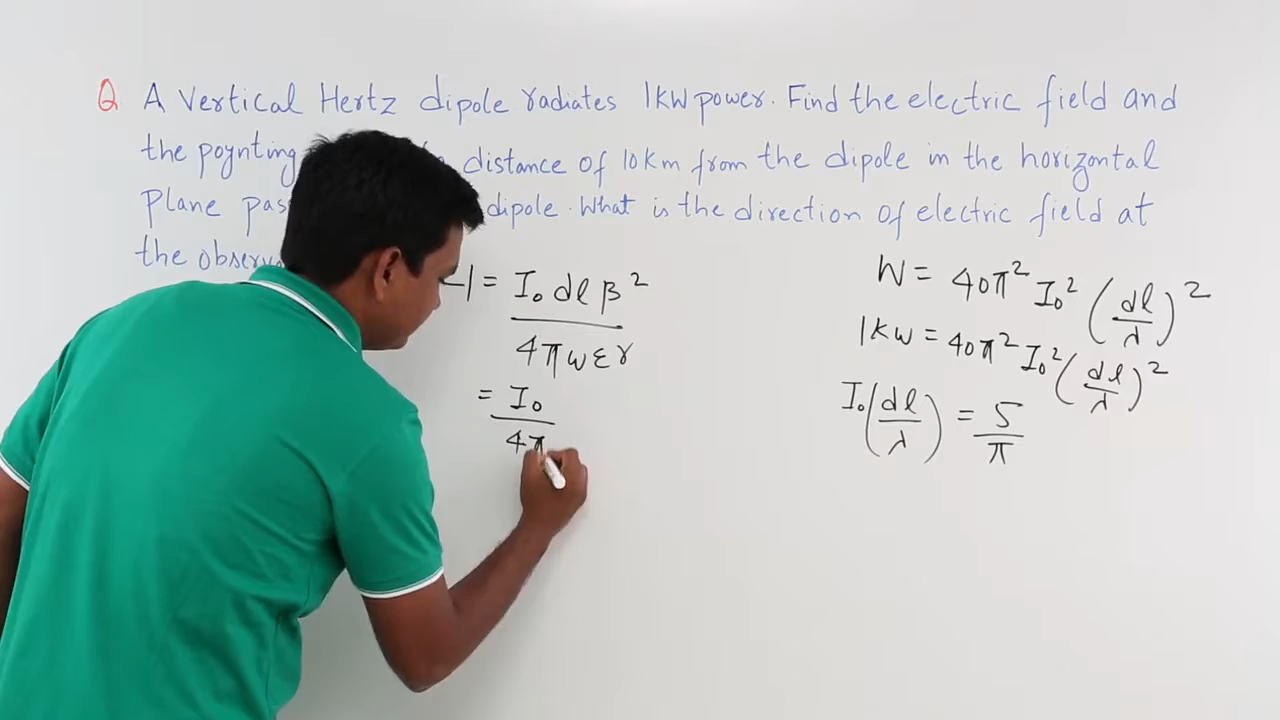 Q A Vertical Hertz dipole radiates 1KW power. Find the electric field and
the poynting distance of 10Km from the dipole in the horizontal
Plane dipole. What is the direction of electric field at
the
= I₀ dℓ β² / 4π ω ε r
= I₀ / 4π
W = 40π² I₀² (dℓ/λ)²
1KW = 40π² I₀² (dℓ/λ)²
I₀ (dℓ/λ) = 5/π